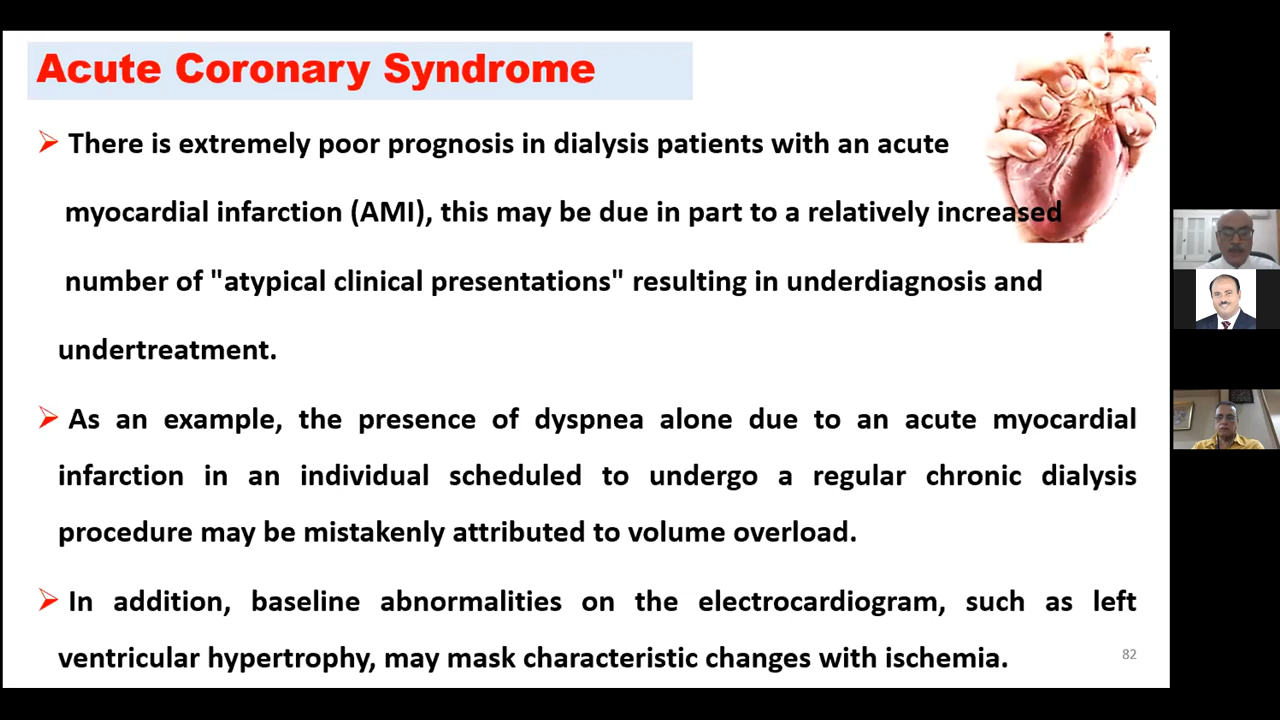 Acute Coronary Syndrome
➢ There is extremely poor prognosis in dialysis patients with an acute
myocardial infarction (AMI), this may be due in part to a relatively increased
number of "atypical clinical presentations" resulting in underdiagnosis and
undertreatment.
➢ As an example, the presence of dyspnea alone due to an acute myocardial
infarction in an individual scheduled to undergo a regular chronic dialysis
procedure may be mistakenly attributed to volume overload.
➢ In addition, baseline abnormalities on the electrocardiogram, such as left
ventricular hypertrophy, may mask characteristic changes with ischemia.
82